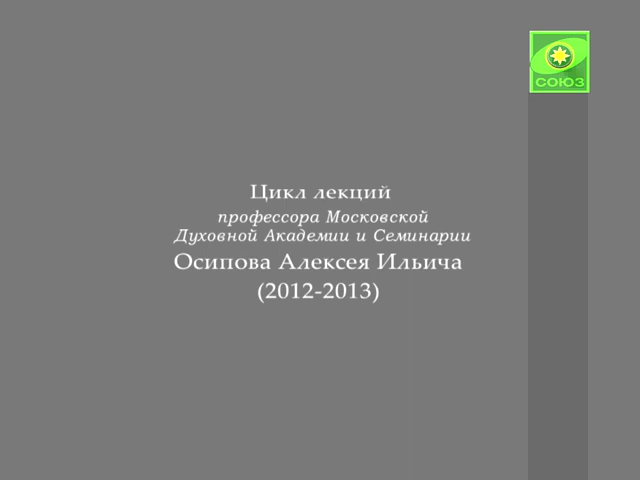 СОЮЗ
Цикл лекций
профессора Московской
Духовной Академии и Семинарии
Осипова Алексея Ильича
(2012-2013)